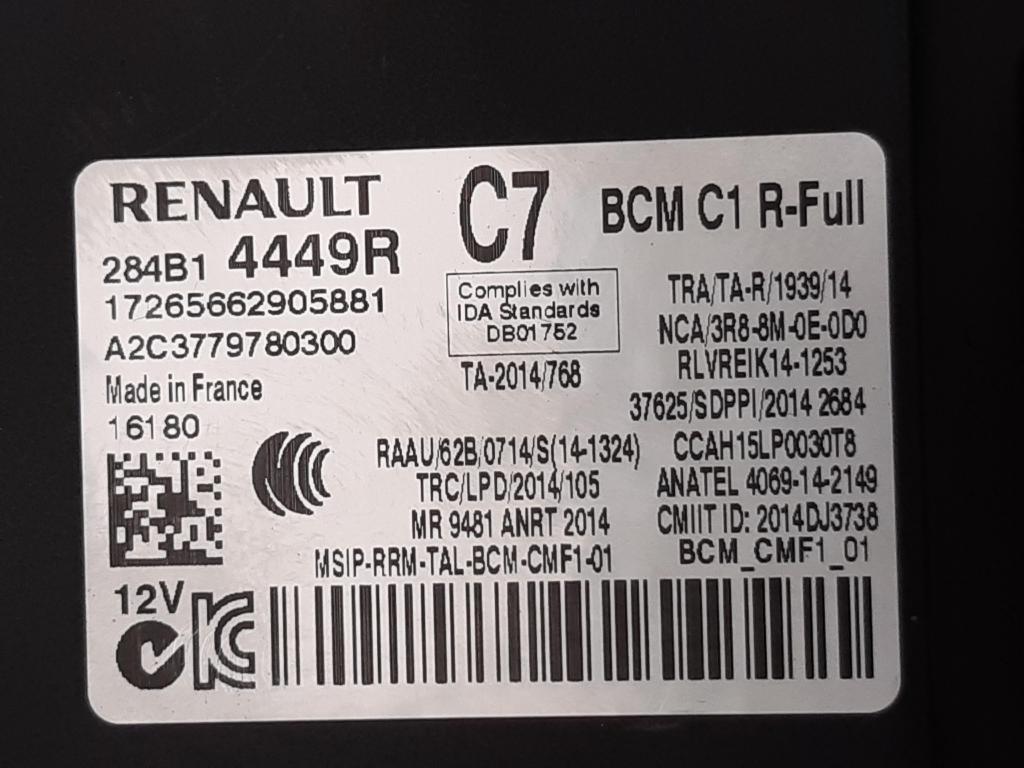 RENAULT
C7
BCM C1 R-Full
284B1 4449R
17265662905881
A2C3779780300
Made in France
16180
Complies with
IDA Standards
DB01752
TA-2014/768
TRA/TA-R/1939/14
NCA/3R8-8M-0E-0D0
RLVREIK14-1253
37625/SDPPI/2014 2684
RAAU/62B/0714/S(14-1324)
CCAH15LP0030T8
TRC/LPD/2014/105
ANATEL 4069-14-2149
MR 9481 ANRT 2014
CMIIT ID: 2014DJ3738
MSIP-RRM-TAL-BCM-CMF1-01
BCM_CMF1_01
12V